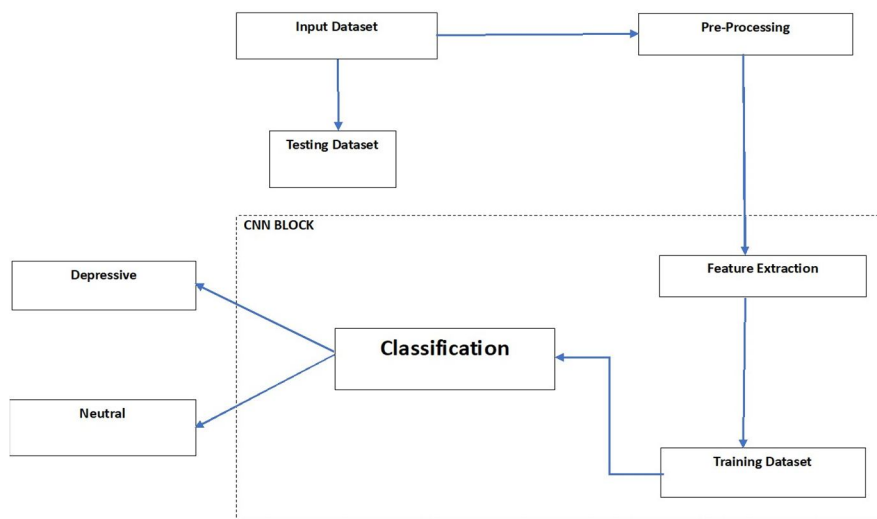 Input Dataset
Pre-Processing
Testing Dataset
CNN BLOCK
Depressive
Feature Extraction
Classification
Neutral
Training Dataset